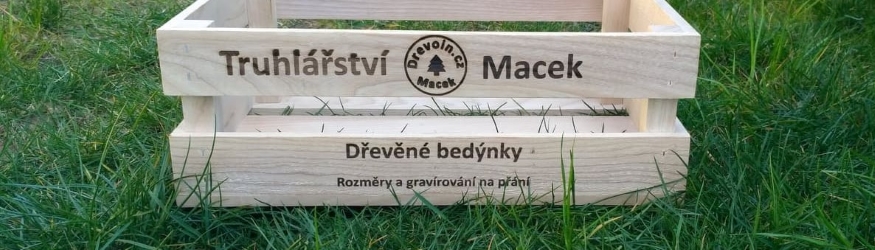 Truhlářství Drevoin.cz Macek Macek
Dřevěné bedýnky
Rozměry a gravírování na přání